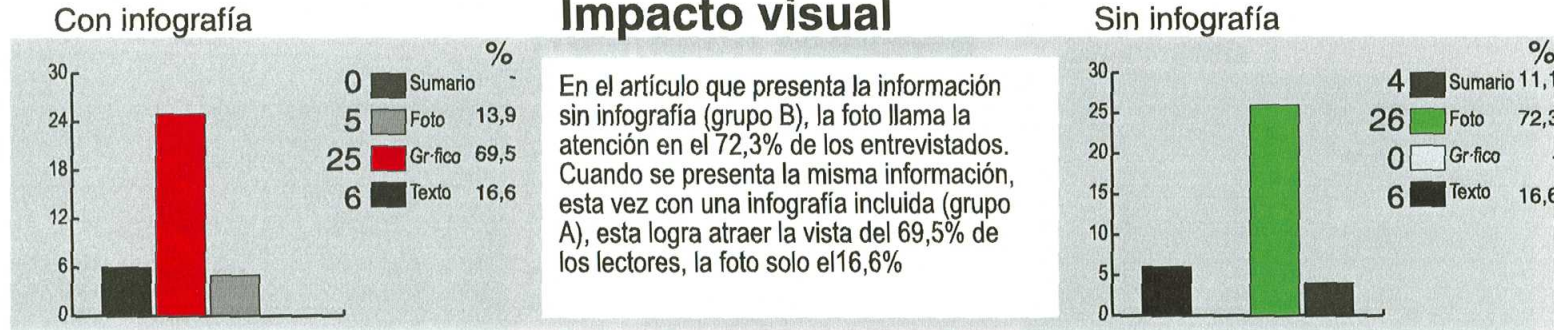 Con infografía
%
30
24
18
12
6
0
0 Sumario -
5 Foto 13,9
25 Gr-fico 69,5
6 Texto 16,6
Impacto visual
En el artículo que presenta la información
sin infografía (grupo B), la foto llama la
atención en el 72,3% de los entrevistados.
Cuando se presenta la misma información,
esta vez con una infografía incluida (grupo
A), esta logra atraer la vista del 69,5% de
los lectores, la foto solo el16,6%
Sin infografía
%
30
25
20
15
10
5
0
4 Sumario 11,1
26 Foto 72,3
0 Gr-fico
6 Texto 16,6